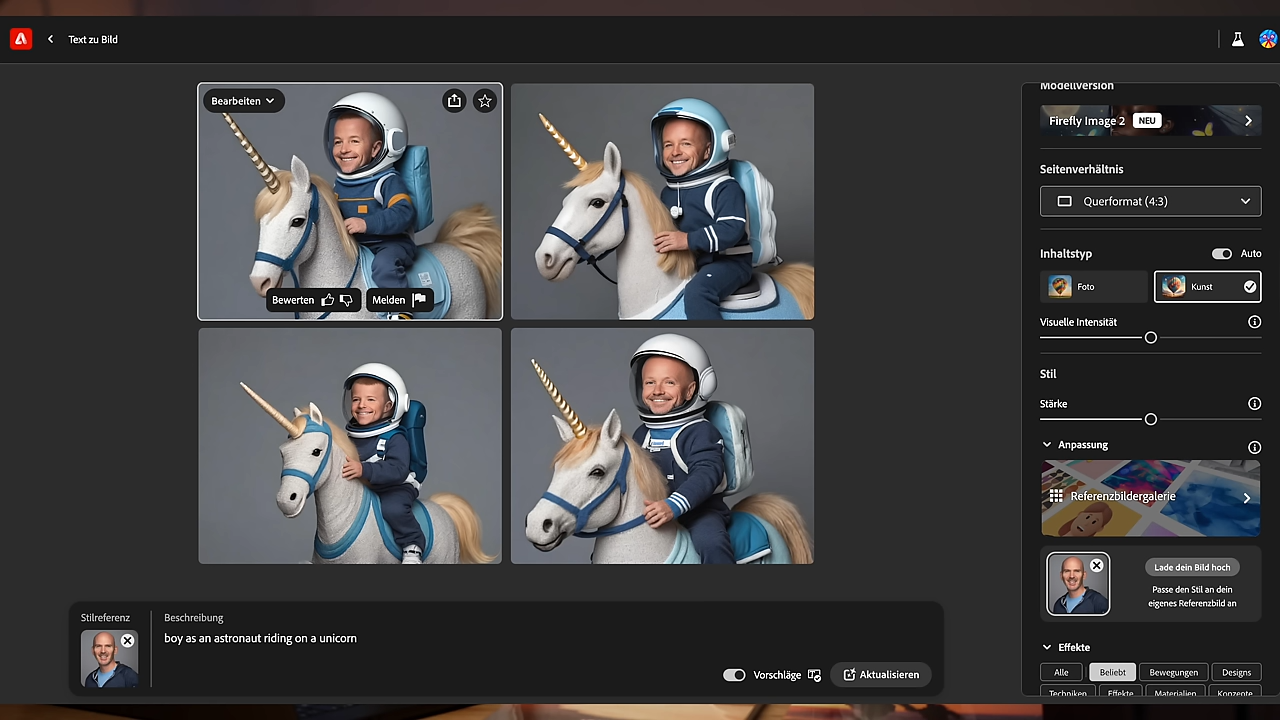 Text zu Bild
Bearbeiten
Bewerten
Melden
Modellversion
Firefly Image 2 NEU
Seitenverhältnis
Querformat (4:3)
Inhaltstyp
Auto
Foto
Kunst
Visuelle Intensität
Stil
Stärke
Anpassung
Referenzbildergalerie
Lade dein Bild hoch
Passe den Stil an dein
eigenes Referenzbild an
Effekte
Alle
Beliebt
Bewegungen
Designs
Techniken
Effekte
Materialien
Konzepte
Stilreferenz
Beschreibung
boy as an astronaut riding on a unicorn
Vorschläge
Aktualisieren